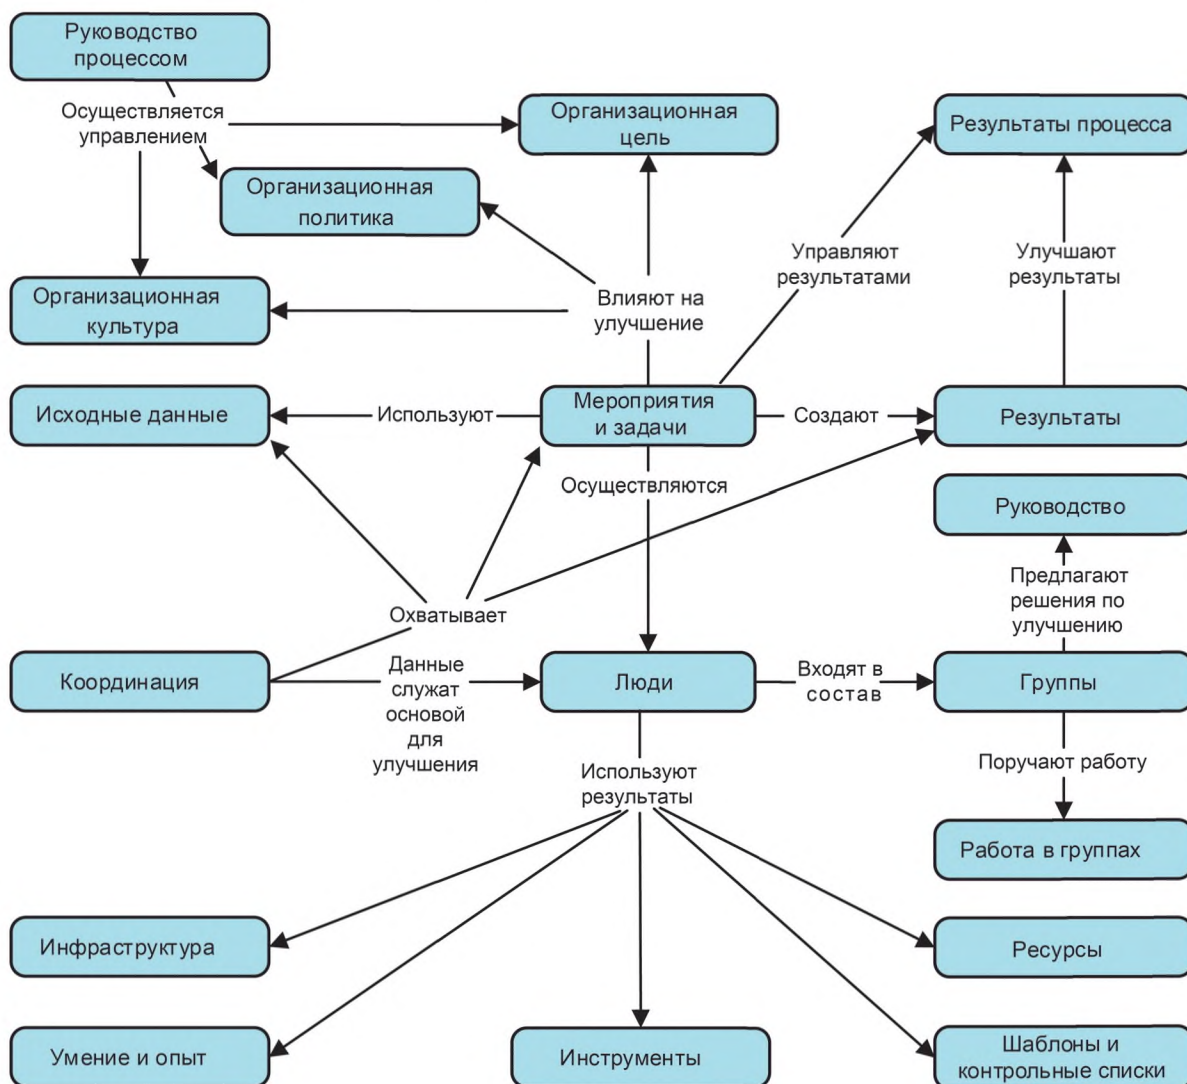 Руководство
процессом
Осуществляется
управлением
Организационная
цель
Результаты процесса
Организационная
политика
Управляют
результатами
Улучшают
результаты
Организационная
культура
Влияют на
улучшение
Исходные данные
Используют
Мероприятия
и задачи
Создают
Результаты
Осуществляются
Руководство
Предлагают
решения по
улучшению
Охватывает
Координация
Данные
служат
основой
для
улучшения
Люди
Входят в
состав
Группы
Используют
результаты
Поручают работу
Работа в группах
Инфраструктура
Ресурсы
Умение и опыт
Инструменты
Шаблоны и
контрольные списки